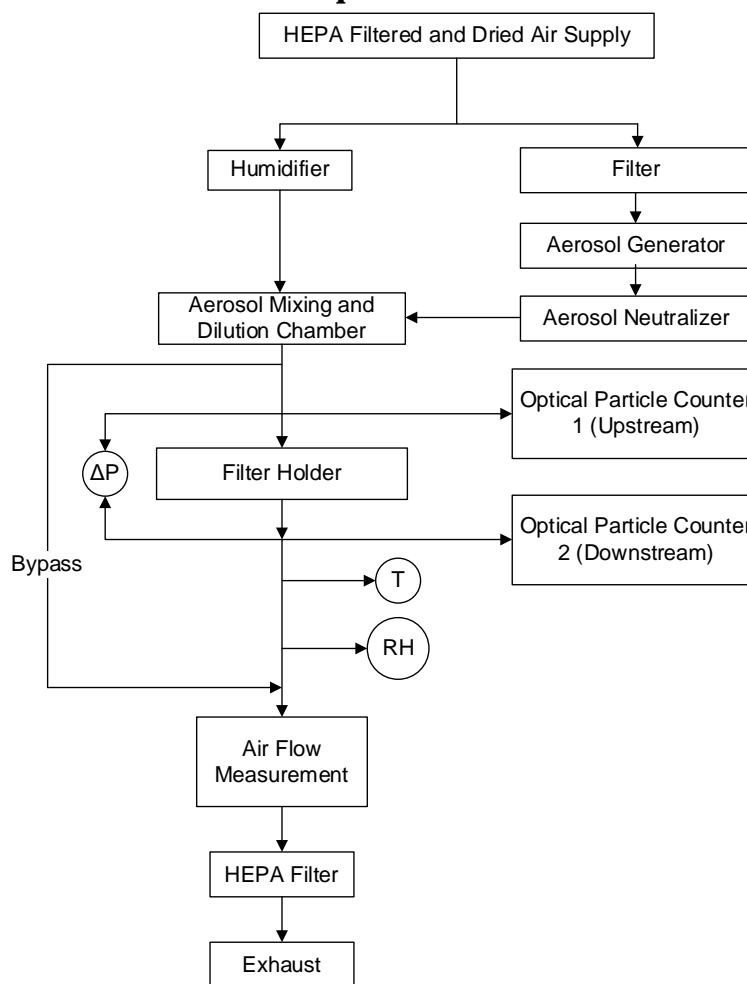 HEPA Filtered and Dried Air Supply
Humidifier
Filter
Aerosol Generator
Aerosol Mixing and
Dilution Chamber
Aerosol Neutralizer
Optical Particle Counter
1 (Upstream)
ΔP
Filter Holder
Optical Particle Counter
2 (Downstream)
Bypass
T
RH
Air Flow
Measurement
HEPA Filter
Exhaust